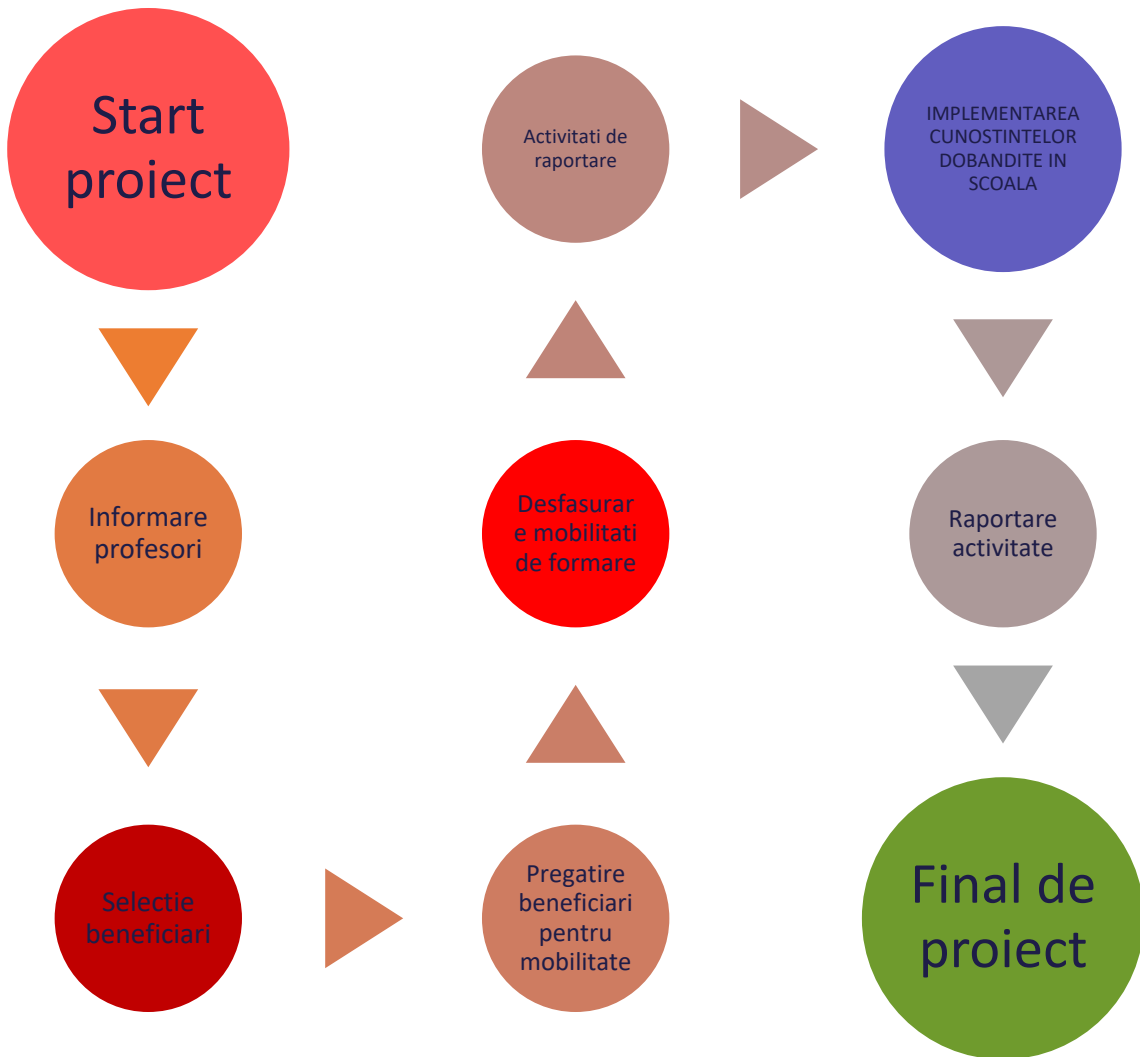 Start
proiect
Informare
profesori
Selectie
beneficiari
Pregatire
beneficiari
pentru
mobilitate
Desfasurar
e mobilitati
de formare
Activitati de
raportare
IMPLEMENTAREA
CUNOSTINTELOR
DOBANDITE IN
SCOALA
Raportare
activitate
Final de
proiect